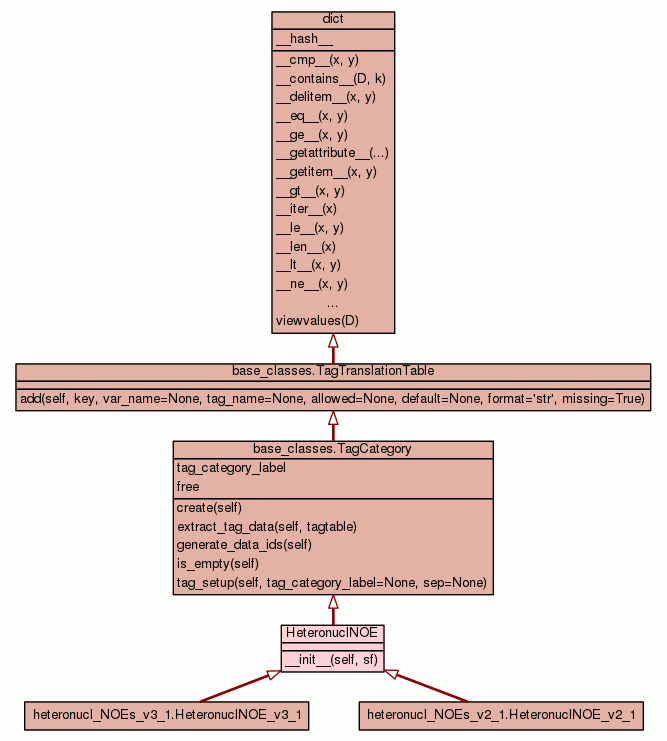 dict
__hash__
__cmp__(x, y)
__contains__(D, k)
__delitem__(x, y)
__eq__(x, y)
__ge__(x, y)
__getattribute__(...)
__getitem__(x, y)
__gt__(x, y)
__iter__(x)
__le__(x, y)
__len__(x)
__lt__(x, y)
__ne__(x, y)
...
viewvalues(D)
base_classes.TagTranslationTable
add(self, key, var_name=None, tag_name=None, allowed=None, default=None, format='str', missing=True)
base_classes.TagCategory
tag_category_label
free
create(self)
extract_tag_data(self, tagtable)
generate_data_ids(self)
is_empty(self)
tag_setup(self, tag_category_label=None, sep=None)
HeteronuclNOE
__init__(self, sf)
heteronucl_NOEs_v3_1.HeteronuclNOE_v3_1
heteronucl_NOEs_v2_1.HeteronuclNOE_v2_1